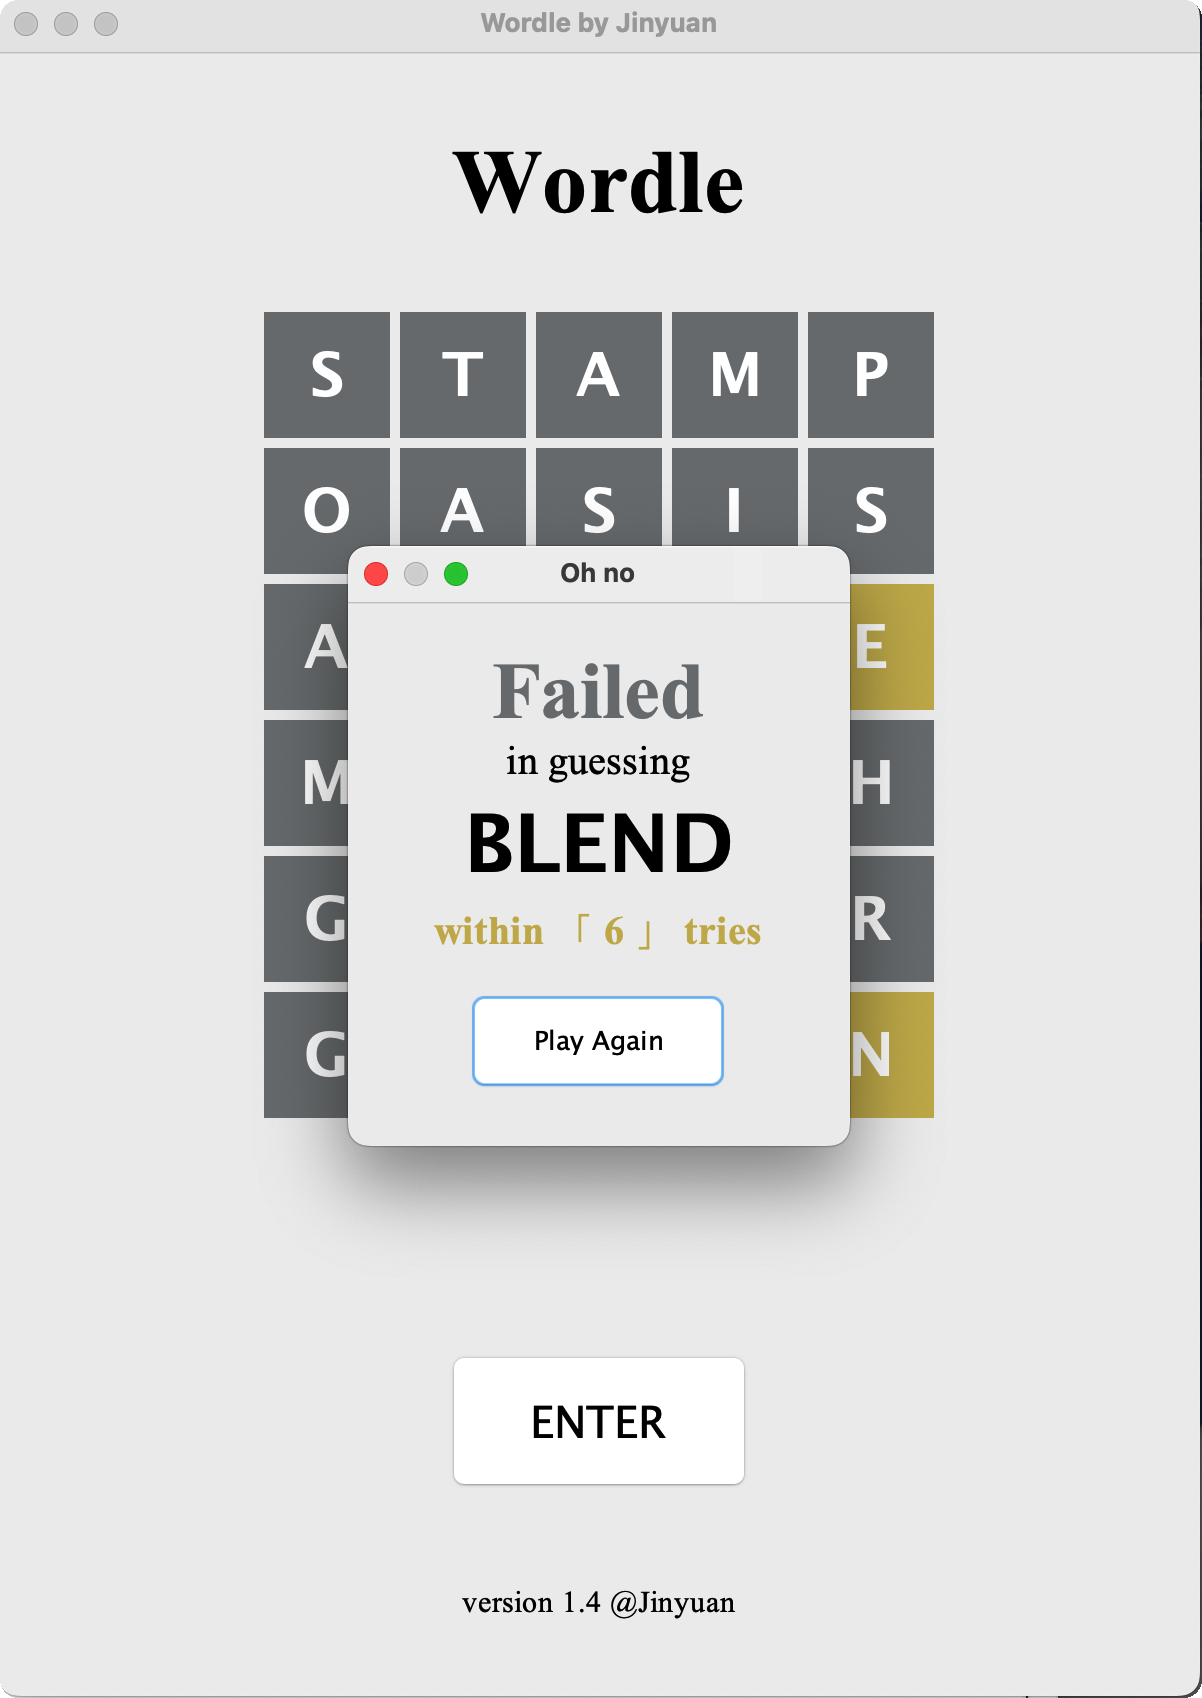 Wordle by Jinyuan
Wordle
S T A M P
O A S I S
A E
M H
G R
G N
Oh no
Failed
in guessing
BLEND
within 「 6 」 tries
Play Again
ENTER
version 1.4 @Jinyuan